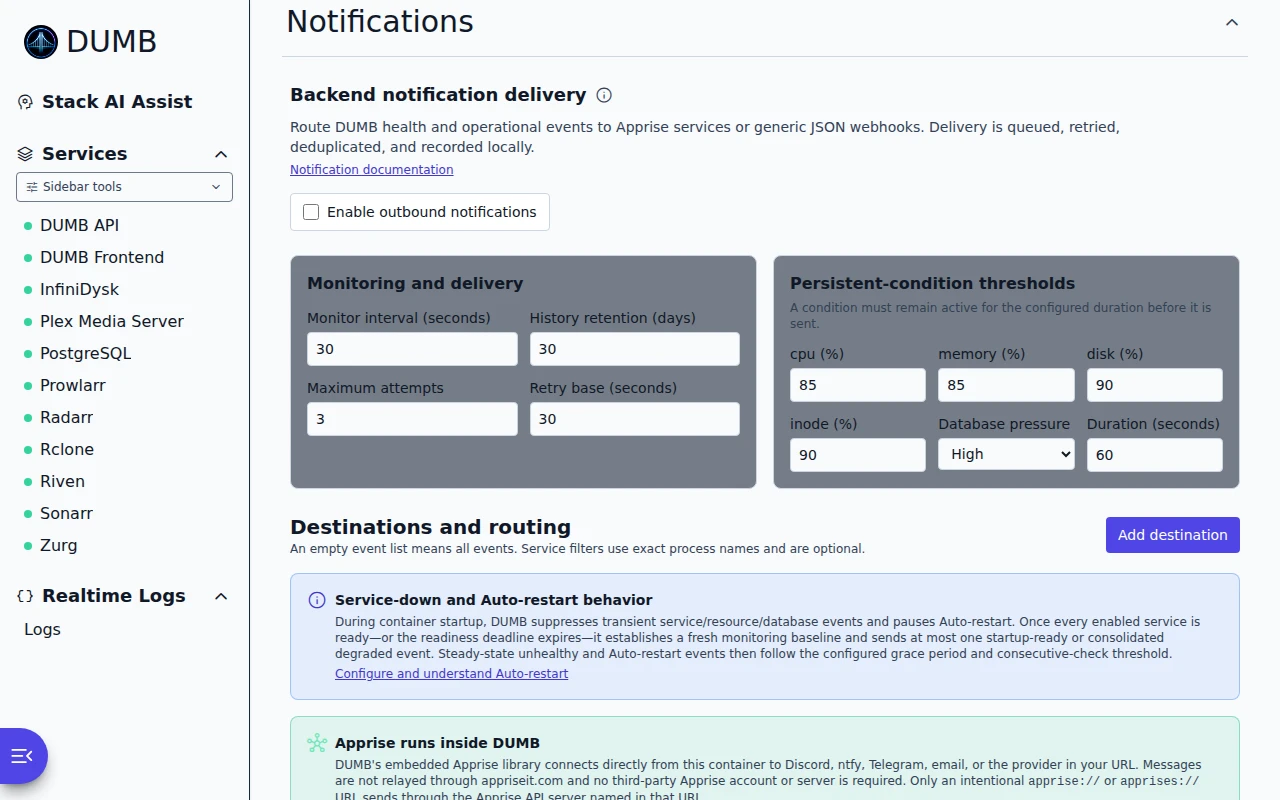 DUMB
Stack AI Assist
Services
Sidebar tools
DUMB API
DUMB Frontend
InfiniDysk
Plex Media Server
PostgreSQL
Prowlarr
Radarr
Rclone
Riven
Sonarr
Zurg
Realtime Logs
Logs
Notifications
Backend notification delivery
Route DUMB health and operational events to Apprise services or generic JSON webhooks. Delivery is queued, retried,
deduplicated, and recorded locally.
Notification documentation
Enable outbound notifications
Monitoring and delivery
Monitor interval (seconds) History retention (days)
30 30
Maximum attempts Retry base (seconds)
3 30
Persistent-condition thresholds
A condition must remain active for the configured duration before it is
sent.
cpu (%) memory (%) disk (%)
85 85 90
inode (%) Database pressure Duration (seconds)
90 High 60
Destinations and routing
An empty event list means all events. Service filters use exact process names and are optional.
Add destination
Service-down and Auto-restart behavior
During container startup, DUMB suppresses transient service/resource/database events and pauses Auto-restart. Once every enabled service is
ready—or the readiness deadline expires—it establishes a fresh monitoring baseline and sends at most one startup-ready or consolidated
degraded event. Steady-state unhealthy and Auto-restart events then follow the configured grace period and consecutive-check threshold.
Configure and understand Auto-restart
Apprise runs inside DUMB
DUMB's embedded Apprise library connects directly from this container to Discord, ntfy, Telegram, email, or the provider in your URL. Messages
are not relayed through appriseit.com and no third-party Apprise account or server is required. Only an intentional apprise:// or apprises://
URL sends through the Apprise API server named in that URL.